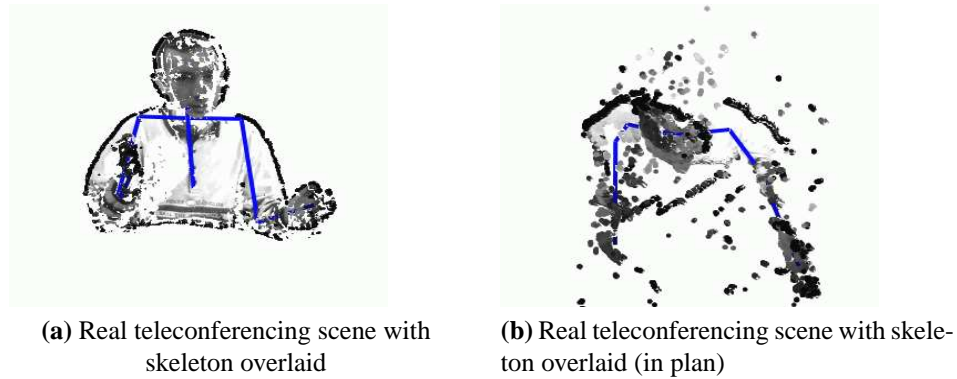 (a) Real teleconferencing scene with
skeleton overlaid
(b) Real teleconferencing scene with skele-
ton overlaid (in plan)